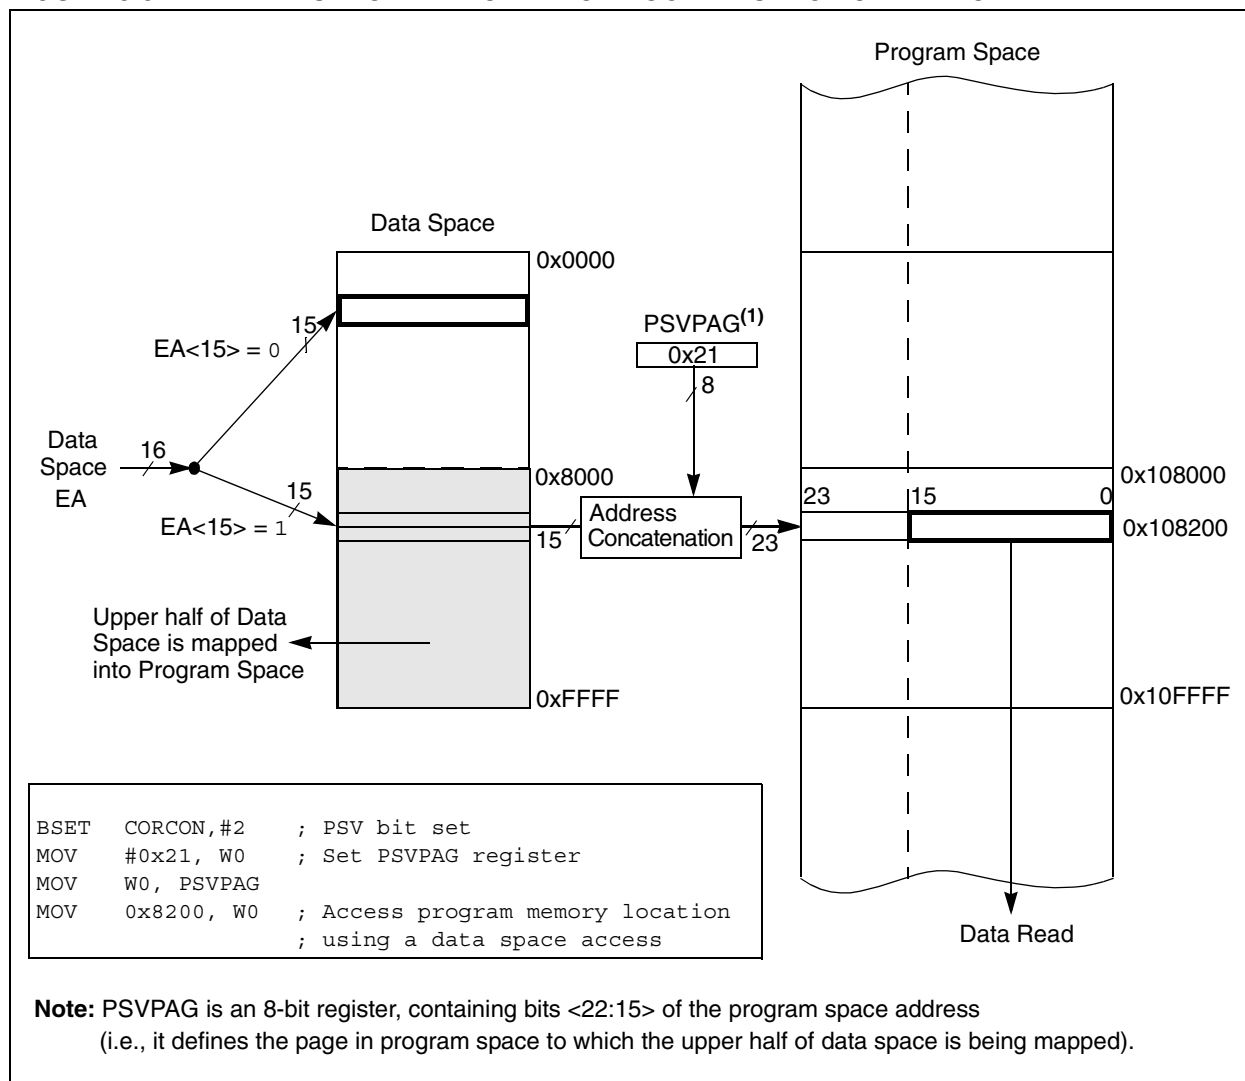 Program Space
Data Space
0x0000
15
PSVPAG(1)
EA<15> = 0
0x21
8
Data
Space
EA
16
0x8000
0x108000
15
23
15
0
EA<15> = 1
15
Address
Concatenation
23
0x108200
Upper half of Data
Space is mapped
into Program Space
0xFFFF
0x10FFFF
BSET CORCON,#2 ; PSV bit set
MOV #0x21, W0 ; Set PSVPAG register
MOV W0, PSVPAG
MOV 0x8200, W0 ; Access program memory location
; using a data space access
Data Read
Note: PSVPAG is an 8-bit register, containing bits <22:15> of the program space address
(i.e., it defines the page in program space to which the upper half of data space is being mapped).